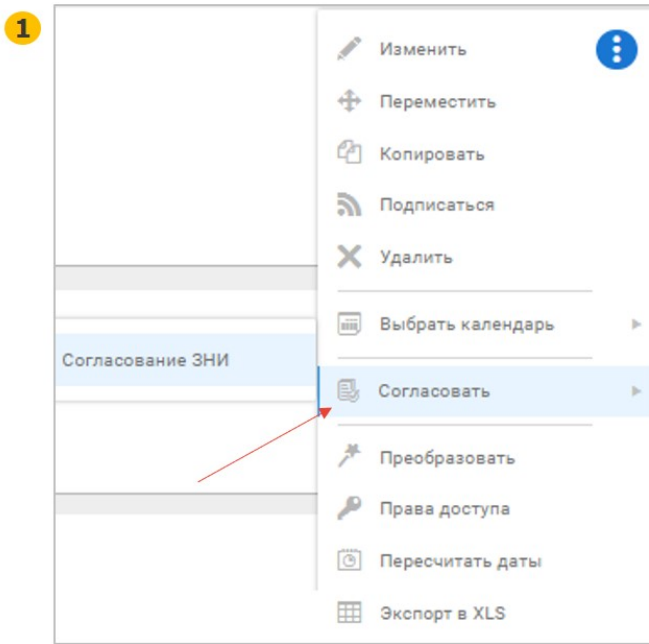 1
Изменить
Переместить
Копировать
Подписаться
Удалить
Выбрать календарь
Согласование ЗНИ
Согласовать
Преобразовать
Права доступа
Пересчитать даты
Экспорт в XLS